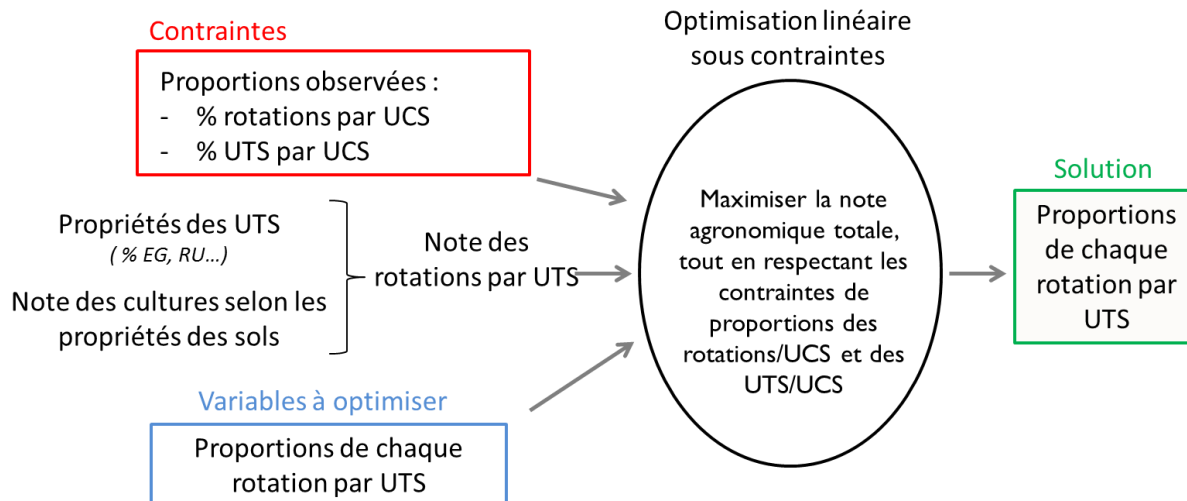 Contraintes
Proportions observées :
- % rotations par UCS
- % UTS par UCS
Propriétés des UTS
( % EG, RU...)
Note des cultures selon les
propriétés des sols
Note des
rotations par UTS
Variables à optimiser
Proportions de chaque
rotation par UTS
Optimisation linéaire
sous contraintes
Maximiser la note
agronomique totale,
tout en respectant les
contraintes de
proportions des
rotations/UCS et des
UTS/UCS
Solution
Proportions
de chaque
rotation par
UTS